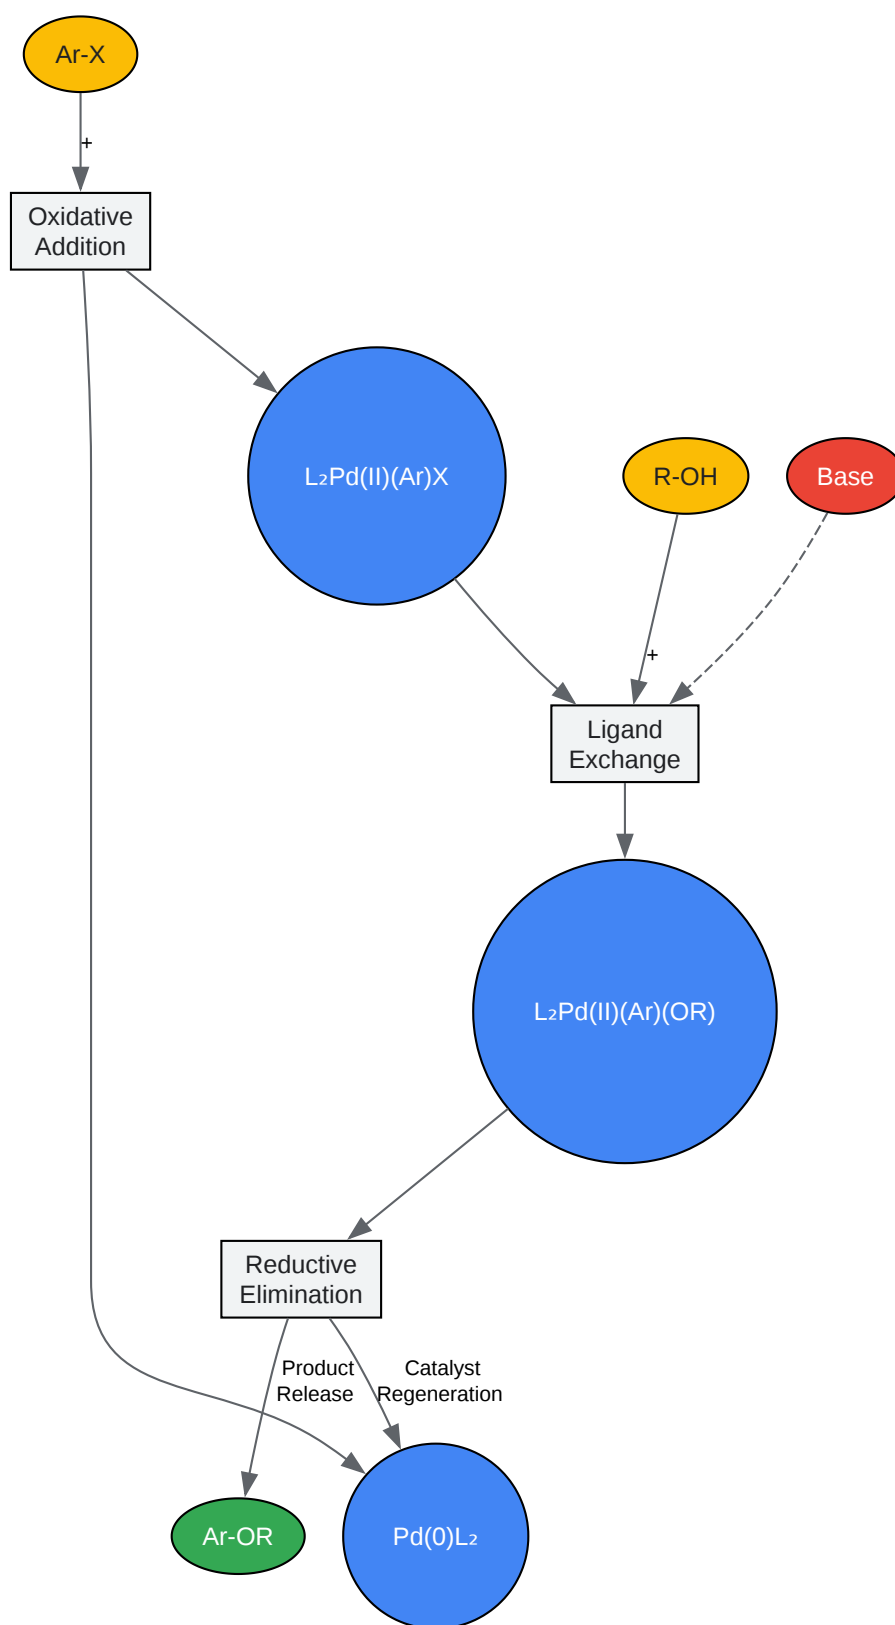 Ar-X
+
Oxidative
Addition
L₂Pd(II)(Ar)X
R-OH
Base
+
Ligand
Exchange
L₂Pd(II)(Ar)(OR)
Reductive
Elimination
Product
Release
Catalyst
Regeneration
Ar-OR
Pd(0)L₂